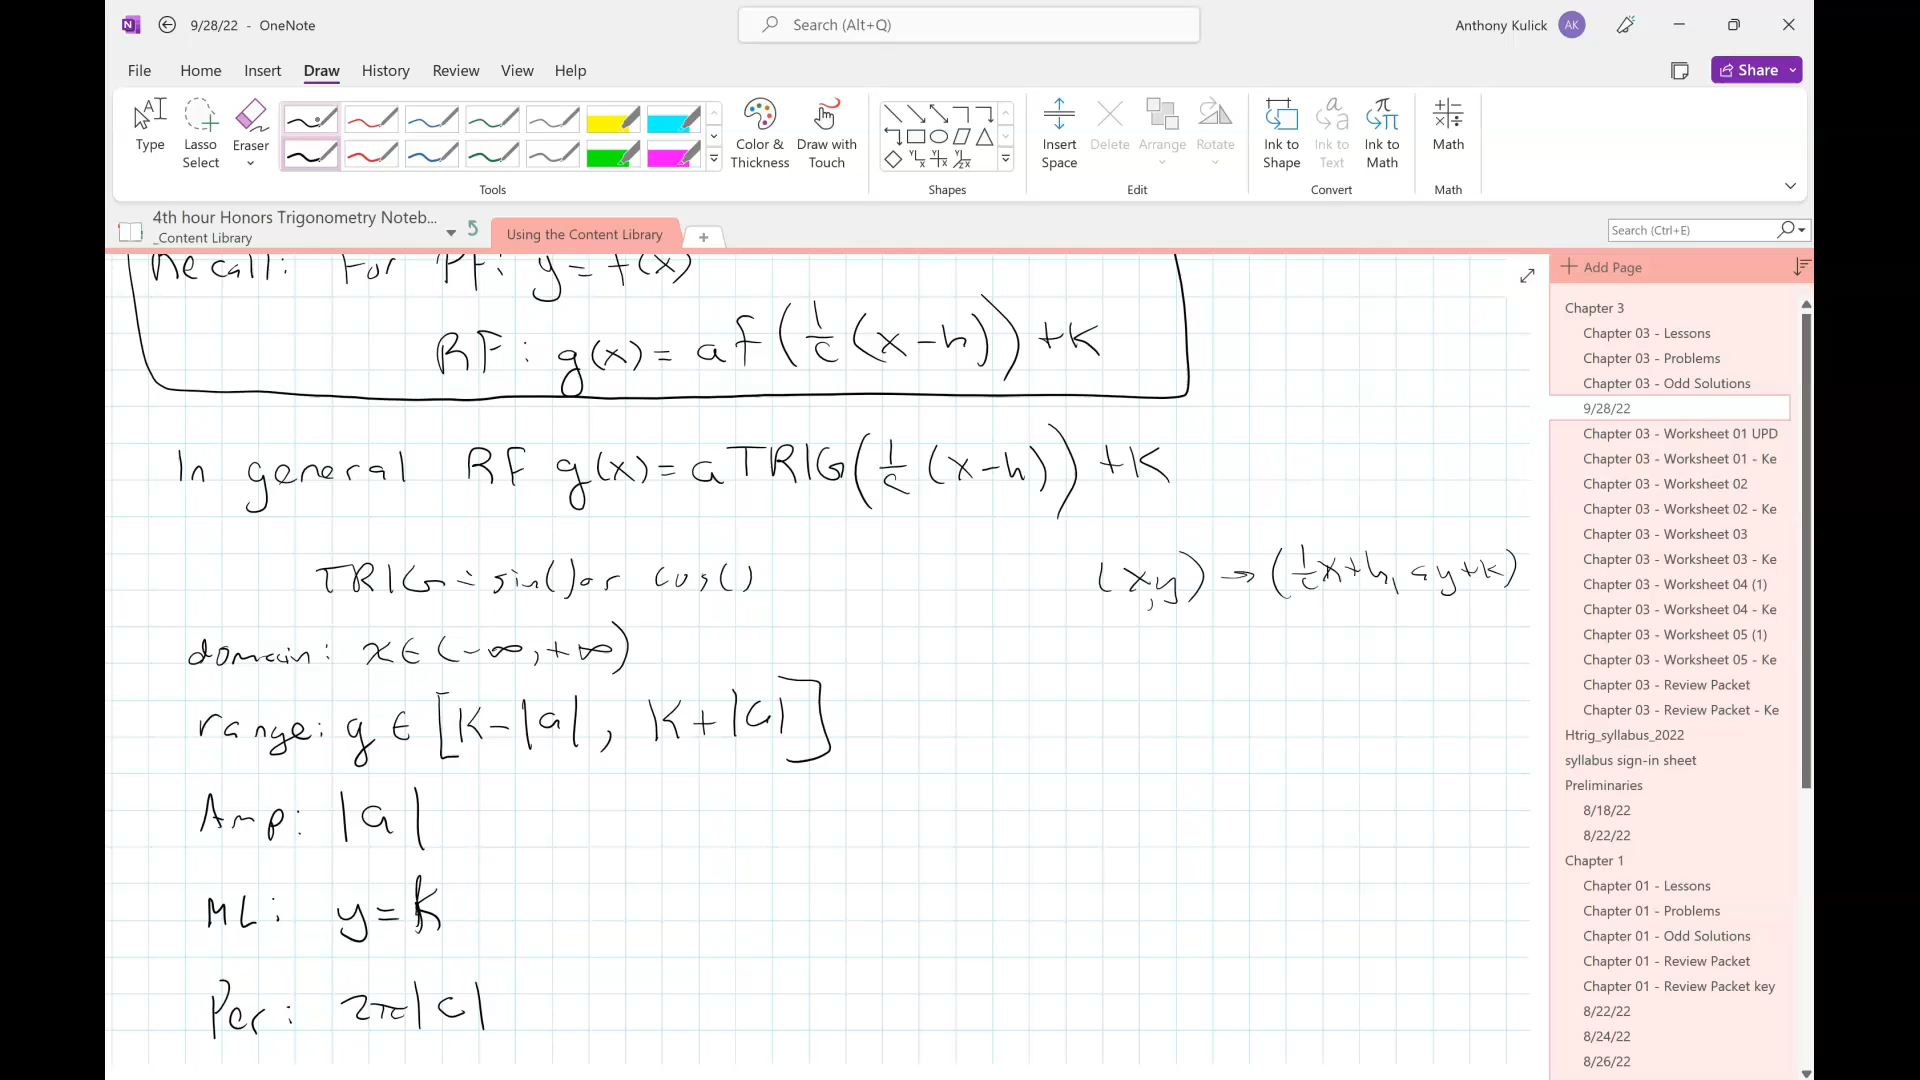 9/28/22 - OneNote
Search (Alt+Q)
Anthony Kulick
AK
File Home Insert Draw History Review View Help
Share
Type
Lasso Select
Eraser
Color & Thickness
Draw with Touch
Insert Space
Delete
Arrange
Rotate
Ink to Shape
Ink to Text
Ink to Math
Math
Tools
Shapes
Edit
Convert
Math
4th hour Honors Trigonometry Noteb...
_Content Library
Using the Content Library
Search (Ctrl+E)
Recall: For PF: y = f(x)
RF: g(x) = a f(1/c (x-h)) + K
In general RF g(x) = a TRIG(1/c (x-h)) + K
TRIG = sin() or cos()
(x,y) → (1/c x+h, ay+k)
domain: x∈(-∞,+∞)
range: g ∈ [K-|a|, K+|a|]
Amp: |a|
ML: y = K
Per: 2π|c|
Add Page
Chapter 3
Chapter 03 - Lessons
Chapter 03 - Problems
Chapter 03 - Odd Solutions
9/28/22
Chapter 03 - Worksheet 01 UPD
Chapter 03 - Worksheet 01 - Ke
Chapter 03 - Worksheet 02
Chapter 03 - Worksheet 02 - Ke
Chapter 03 - Worksheet 03
Chapter 03 - Worksheet 03 - Ke
Chapter 03 - Worksheet 04 (1)
Chapter 03 - Worksheet 04 - Ke
Chapter 03 - Worksheet 05 (1)
Chapter 03 - Worksheet 05 - Ke
Chapter 03 - Review Packet
Chapter 03 - Review Packet - Ke
Htrig_syllabus_2022
syllabus sign-in sheet
Preliminaries
8/18/22
8/22/22
Chapter 1
Chapter 01 - Lessons
Chapter 01 - Problems
Chapter 01 - Odd Solutions
Chapter 01 - Review Packet
Chapter 01 - Review Packet key
8/22/22
8/24/22
8/26/22